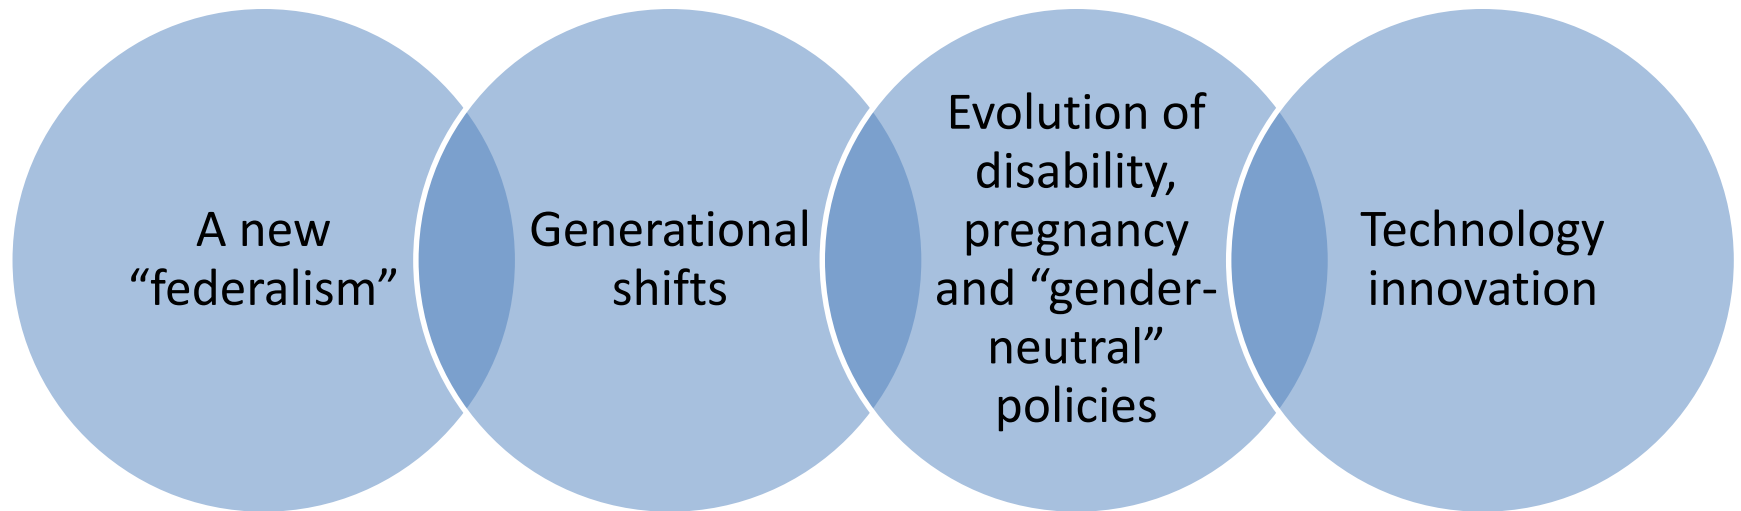 A new
“federalism”
Generational
shifts
Evolution of
disability,
pregnancy
and “gender-
neutral”
policies
Technology
innovation